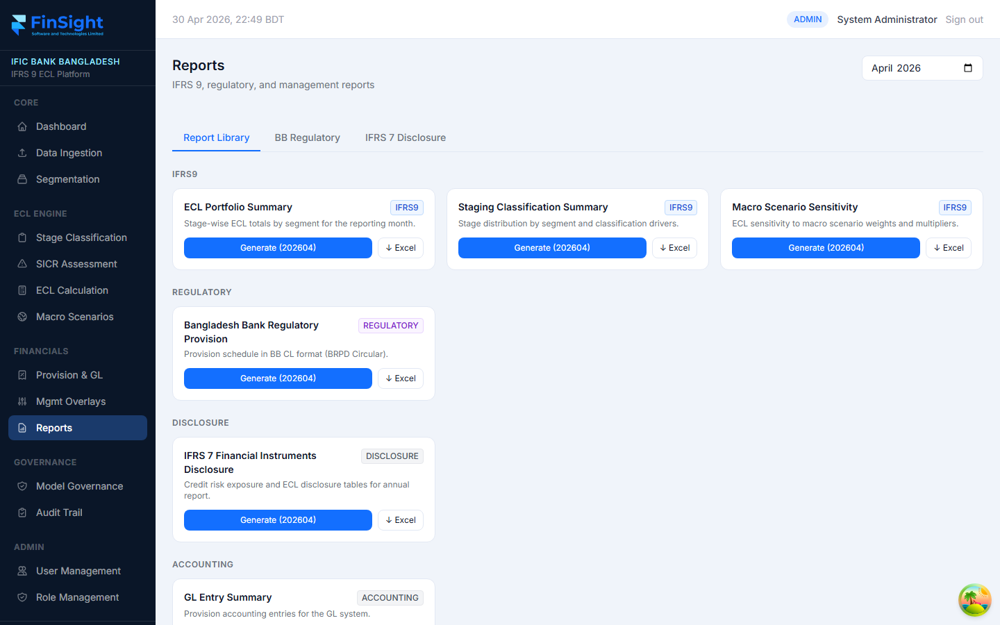 FinSight
Software and Technologies Limited
IFIC BANK BANGLADESH
IFRS 9 ECL Platform
CORE
Dashboard
Data Ingestion
Segmentation
ECL ENGINE
Stage Classification
SICR Assessment
ECL Calculation
Macro Scenarios
FINANCIALS
Provision & GL
Mgmt Overlays
Reports
GOVERNANCE
Model Governance
Audit Trail
ADMIN
User Management
Role Management
30 Apr 2026, 22:49 BDT
ADMIN System Administrator Sign out
Reports
IFRS 9, regulatory, and management reports
April 2026
Report Library BB Regulatory IFRS 7 Disclosure
IFRS9
ECL Portfolio Summary IFRS9
Stage-wise ECL totals by segment for the reporting month.
Generate (202604) ↓ Excel
Staging Classification Summary IFRS9
Stage distribution by segment and classification drivers.
Generate (202604) ↓ Excel
Macro Scenario Sensitivity IFRS9
ECL sensitivity to macro scenario weights and multipliers.
Generate (202604) ↓ Excel
REGULATORY
Bangladesh Bank Regulatory REGULATORY
Provision
Provision schedule in BB CL format (BRPD Circular).
Generate (202604) ↓ Excel
DISCLOSURE
IFRS 7 Financial Instruments DISCLOSURE
Disclosure
Credit risk exposure and ECL disclosure tables for annual
report.
Generate (202604) ↓ Excel
ACCOUNTING
GL Entry Summary ACCOUNTING
Provision accounting entries for the GL system.